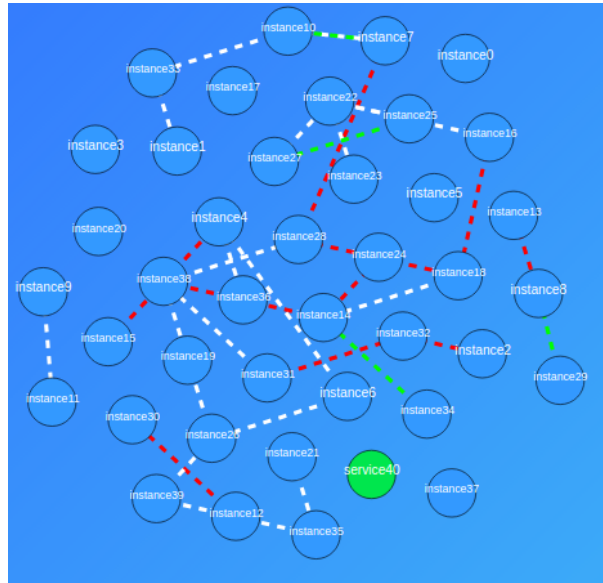 instance10
instance7
instance0
instance33
instance17
instance22
instance25
instance16
instance3
instance1
instance27
instance23
instance5
instance13
instance20
instance4
instance28
instance24
instance18
instance9
instance38
instance36
instance8
instance14
instance15
instance19
instance32
instance2
instance31
instance29
instance11
instance6
instance30
instance34
instance26
instance21
service40
instance39
instance37
instance12
instance35